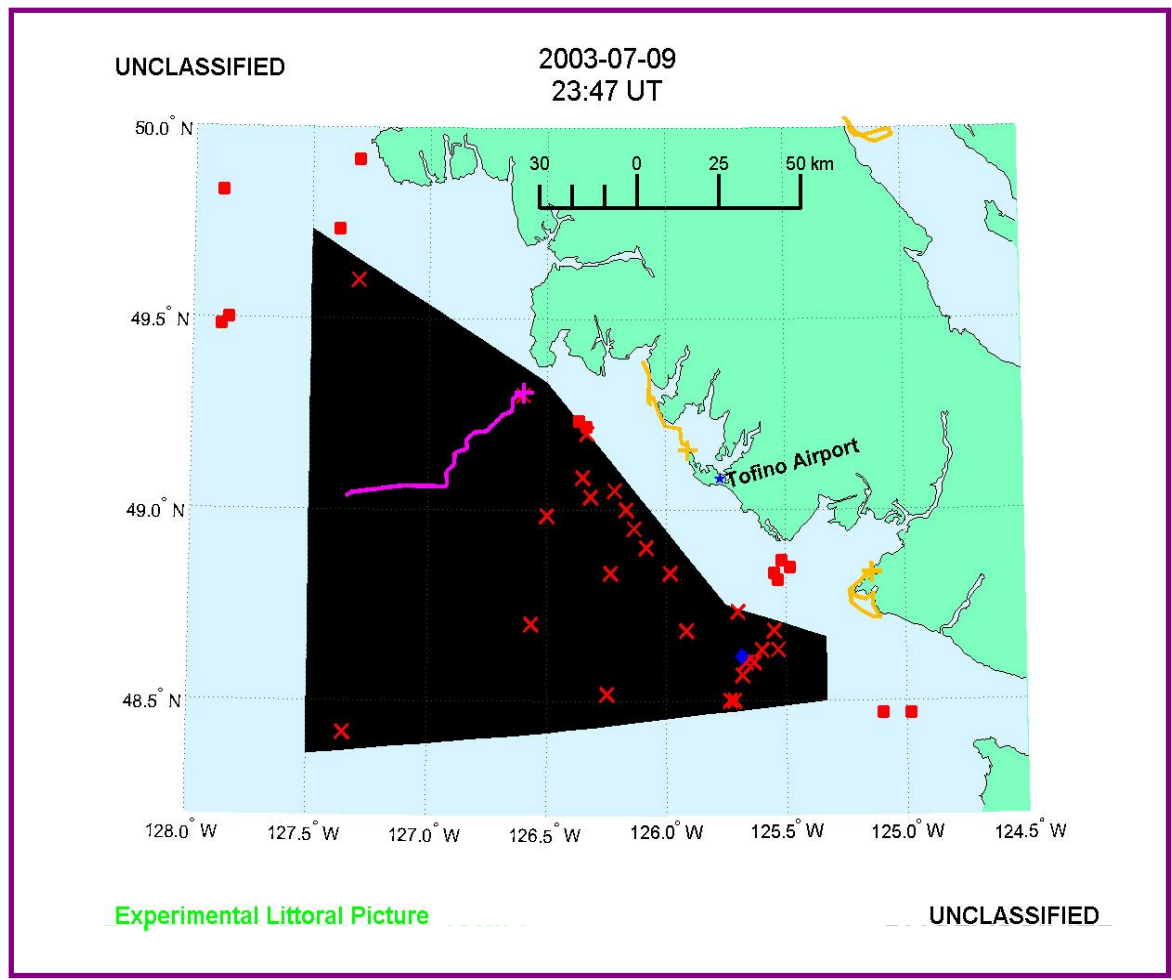 UNCLASSIFIED
2003-07-09
23:47 UT
50.0° N
30 0 25 50 km
49.5° N
Tofino Airport
49.0° N
48.5° N
128.0° W 127.5° W 127.0° W 126.5° W 126.0° W 125.5° W 125.0° W 124.5° W
Experimental Littoral Picture
UNCLASSIFIED